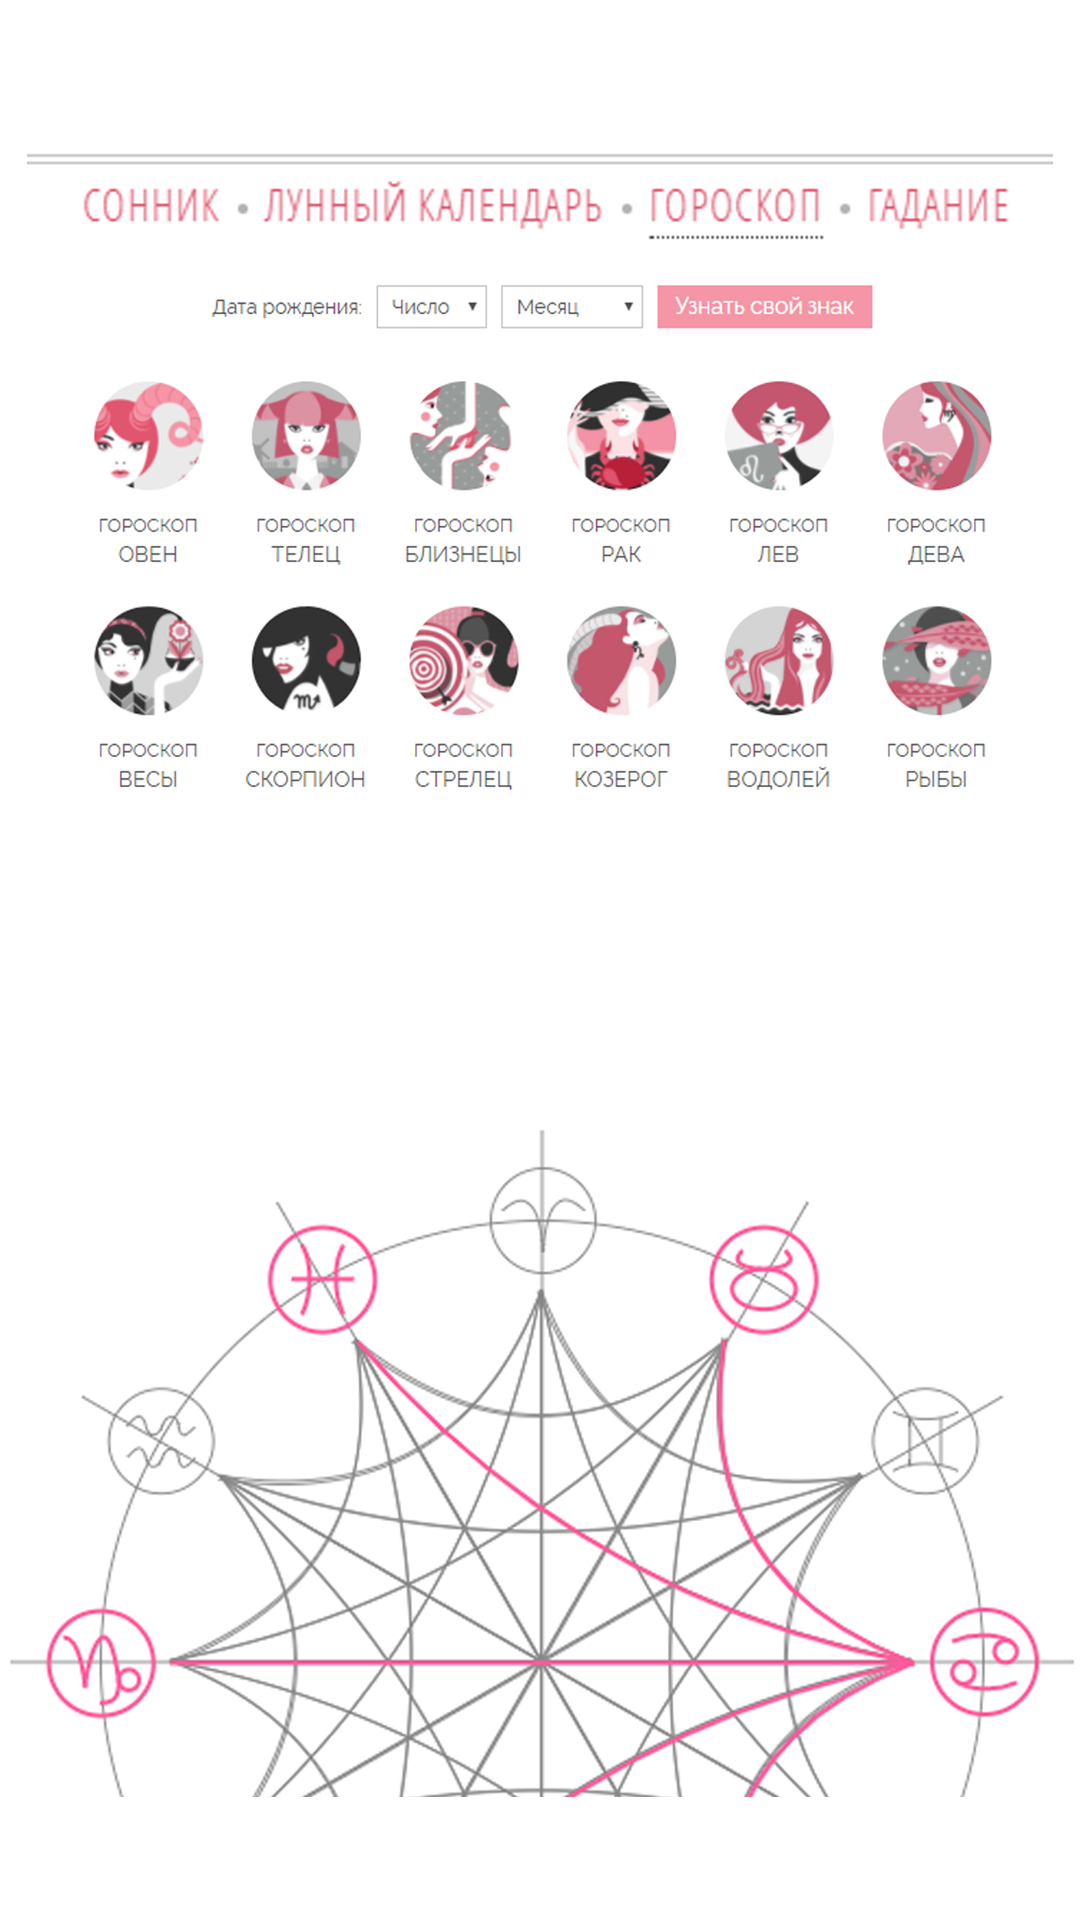 СОННИК • ЛУННЫЙ КАЛЕНДАРЬ • ГОРОСКОП • ГАДАНИЕ
Дата рождения: Число Месяц Узнать свой знак
ГОРОСКОП ОВЕН
ГОРОСКОП ТЕЛЕЦ
ГОРОСКОП БЛИЗНЕЦЫ
ГОРОСКОП РАК
ГОРОСКОП ЛЕВ
ГОРОСКОП ДЕВА
ГОРОСКОП ВЕСЫ
ГОРОСКОП СКОРПИОН
ГОРОСКОП СТРЕЛЕЦ
ГОРОСКОП КОЗЕРОГ
ГОРОСКОП ВОДОЛЕЙ
ГОРОСКОП РЫБЫ